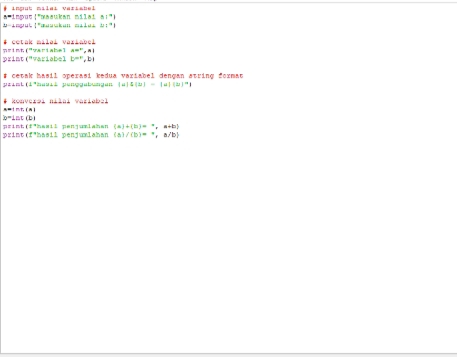 # input nilai variabel
a=input("masukan nilai a:")
b=input("masukan nilai b:")
# cetak nilai variabel
print("variabel a=",a)
print("variabel b=",b)
# cetak hasil operasi kedua variabel dengan string format
print(f"hasil penggabungan {a}&{b} = {a}{b}")
# konversi nilai variabel
a=int(a)
b=int(b)
print(f"hasil penjumlahan {a}+{b}= ", a+b)
print(f"hasil penjumlahan {a}/{b}= ", a/b)